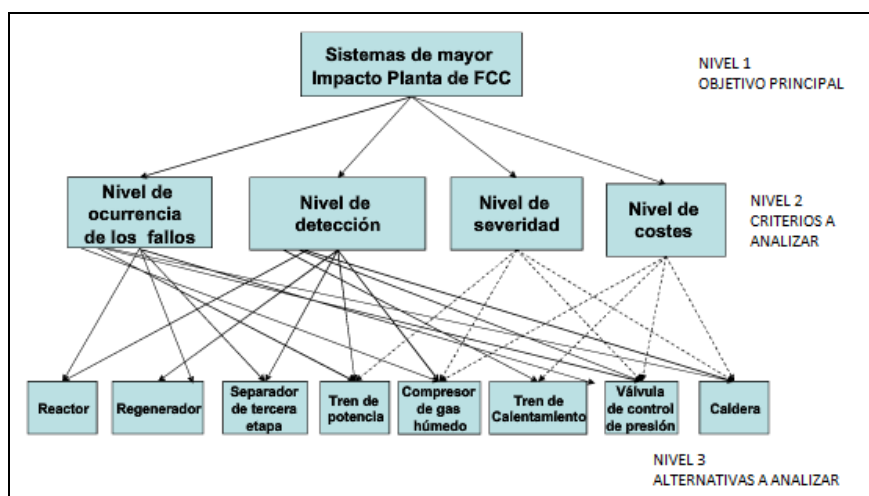 Sistemas de mayor
Impacto Planta de FCC
NIVEL 1
OBJETIVO PRINCIPAL
Nivel de
ocurrencia
de los fallos
Nivel de
detección
Nivel de
severidad
Nivel de
costes
NIVEL 2
CRITERIOS A
ANALIZAR
Reactor
Regenerador
Separador
de tercera
etapa
Tren de
potencia
Compresor
de gas
húmedo
Tren de
Calentamiento
Válvula
de control
de presión
Caldera
NIVEL 3
ALTERNATIVAS A ANALIZAR